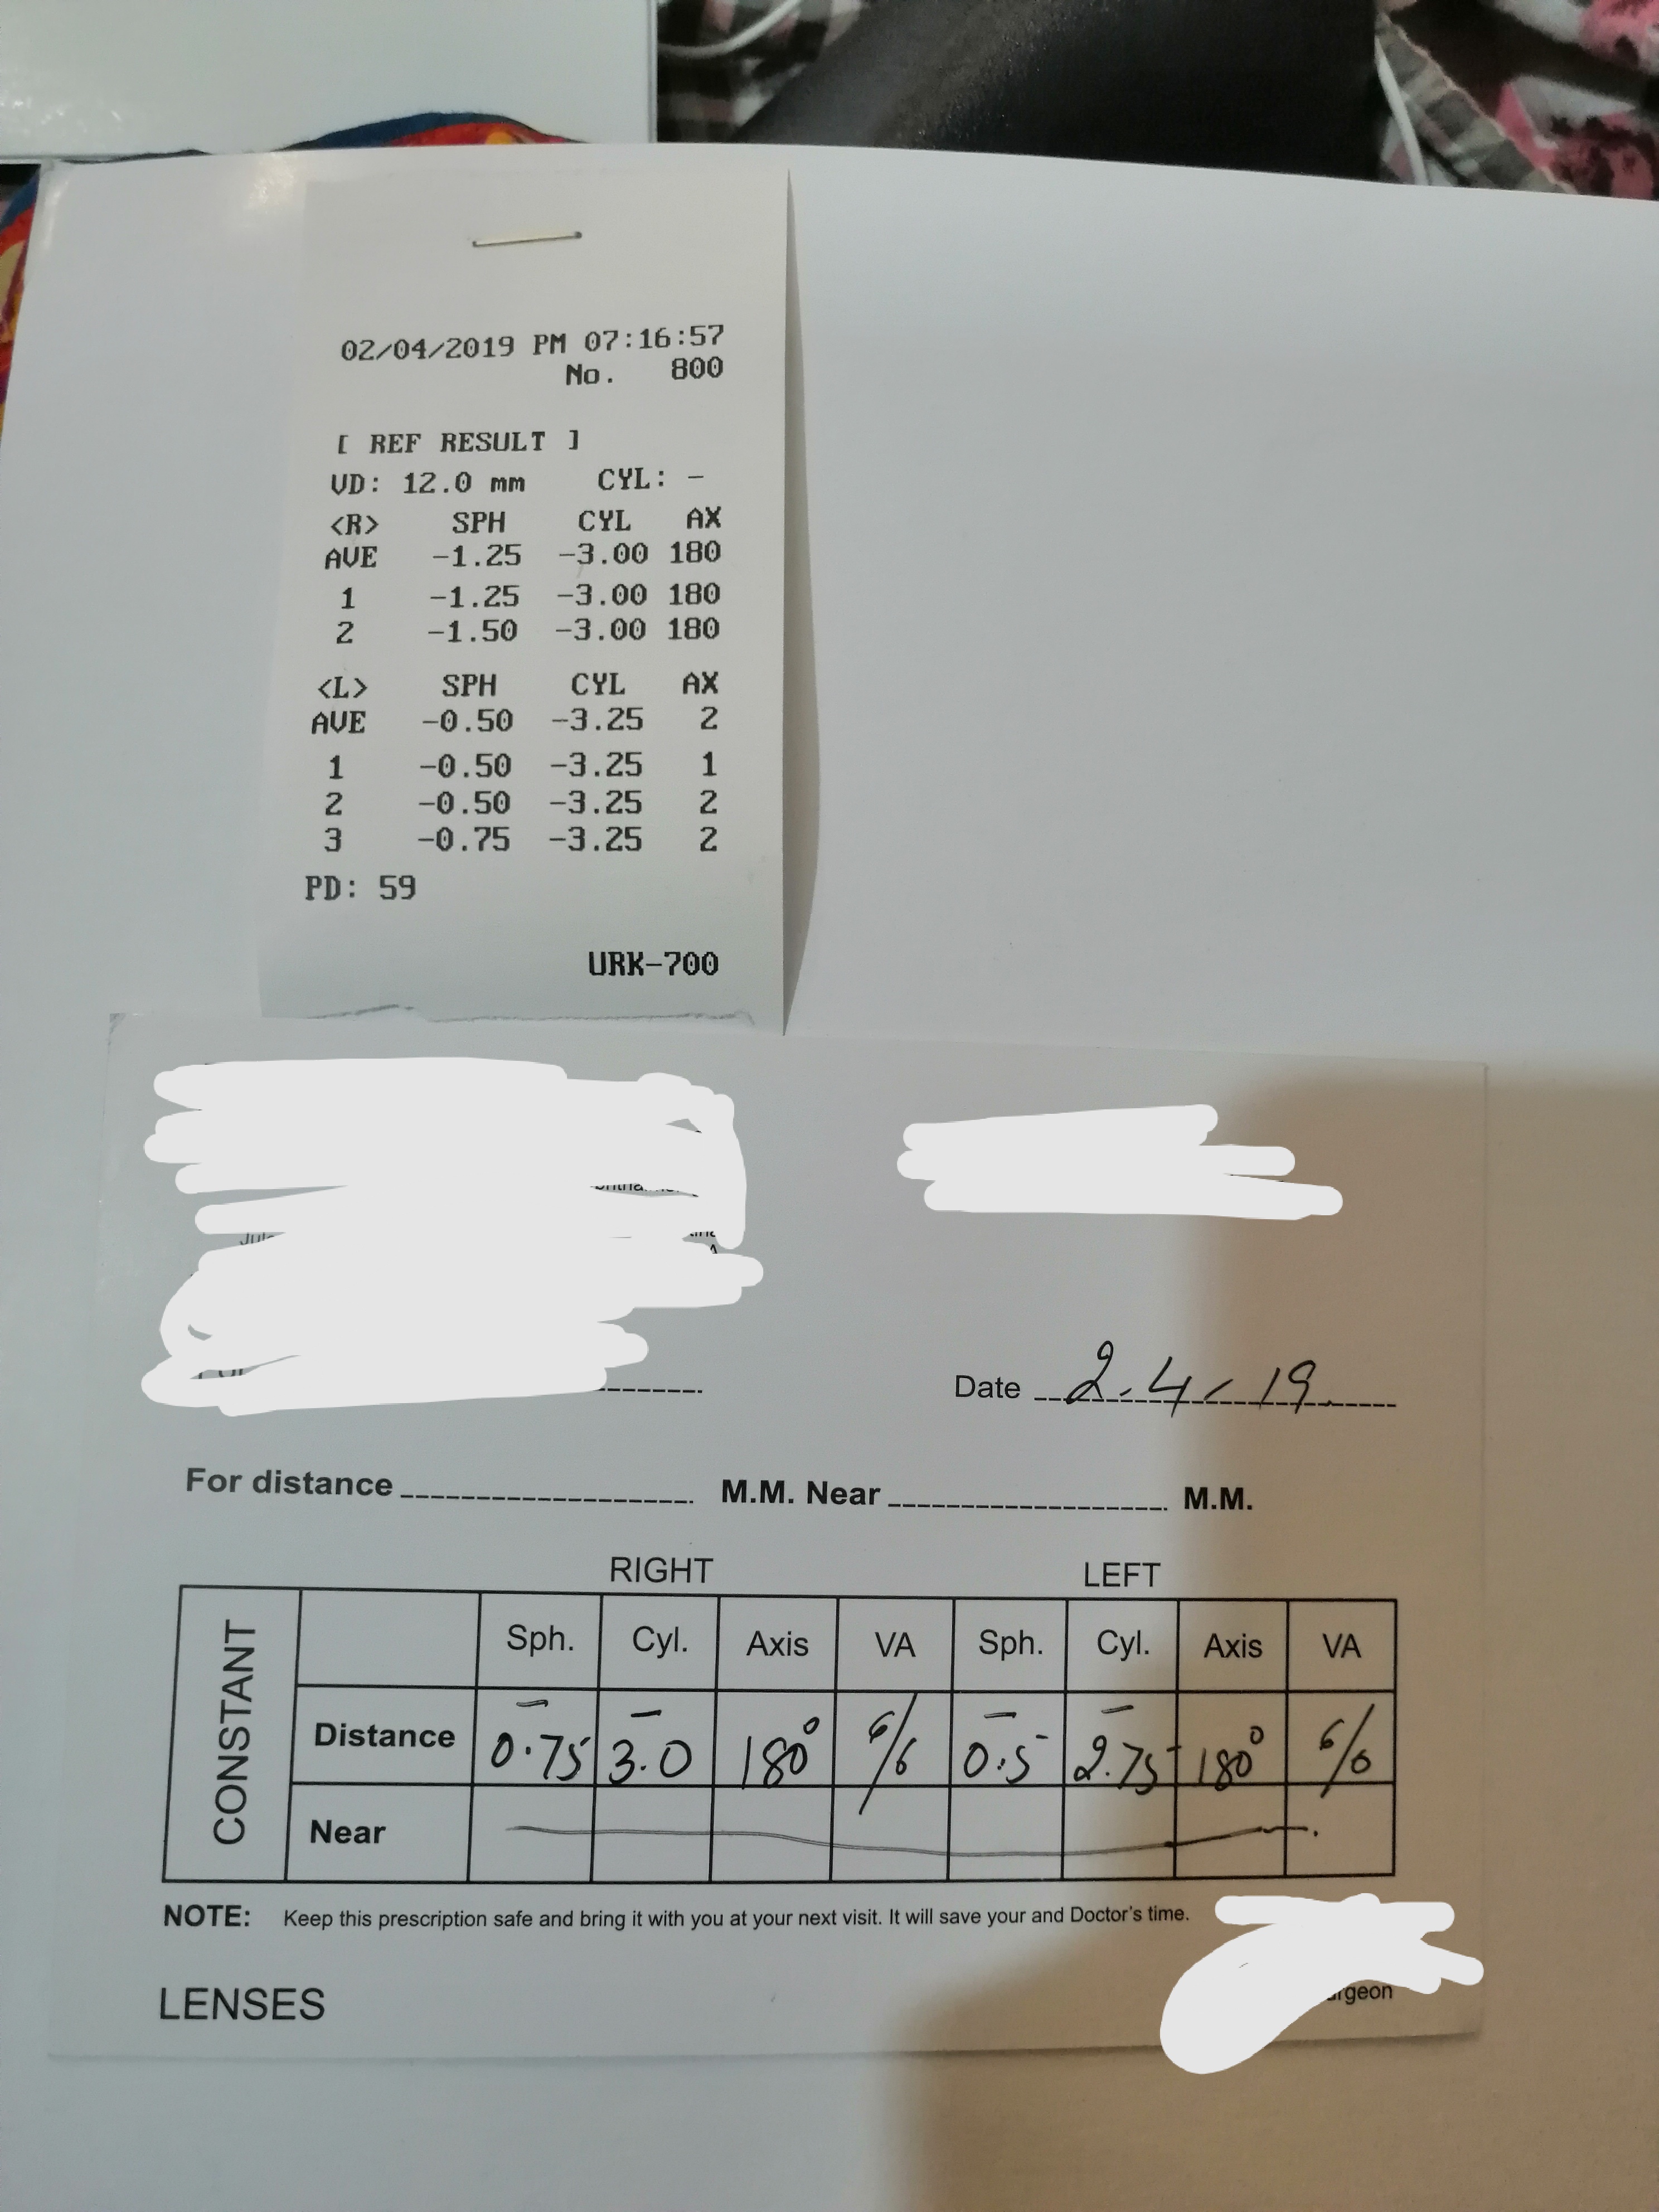 02/04/2019 PM 07:16:57
No. 800
[ REF RESULT ]
VD: 12.0 mm CYL: -
<R> SPH CYL AX
AVE -1.25 -3.00 180
1 -1.25 -3.00 180
2 -1.50 -3.00 180
<L> SPH CYL AX
AVE -0.50 -3.25 2
1 -0.50 -3.25 1
2 -0.50 -3.25 2
3 -0.75 -3.25 2
PD: 59
URK-700
Date 2.4/19
For distance M.M. Near M.M.
RIGHT LEFT
CONSTANT
Sph. Cyl. Axis VA Sph. Cyl. Axis VA
Distance -0.75 -3.0 180° 6/6 -0.5 -2.75 180° 6/6
Near
NOTE: Keep this prescription safe and bring it with you at your next visit. It will save your and Doctor's time.
LENSES